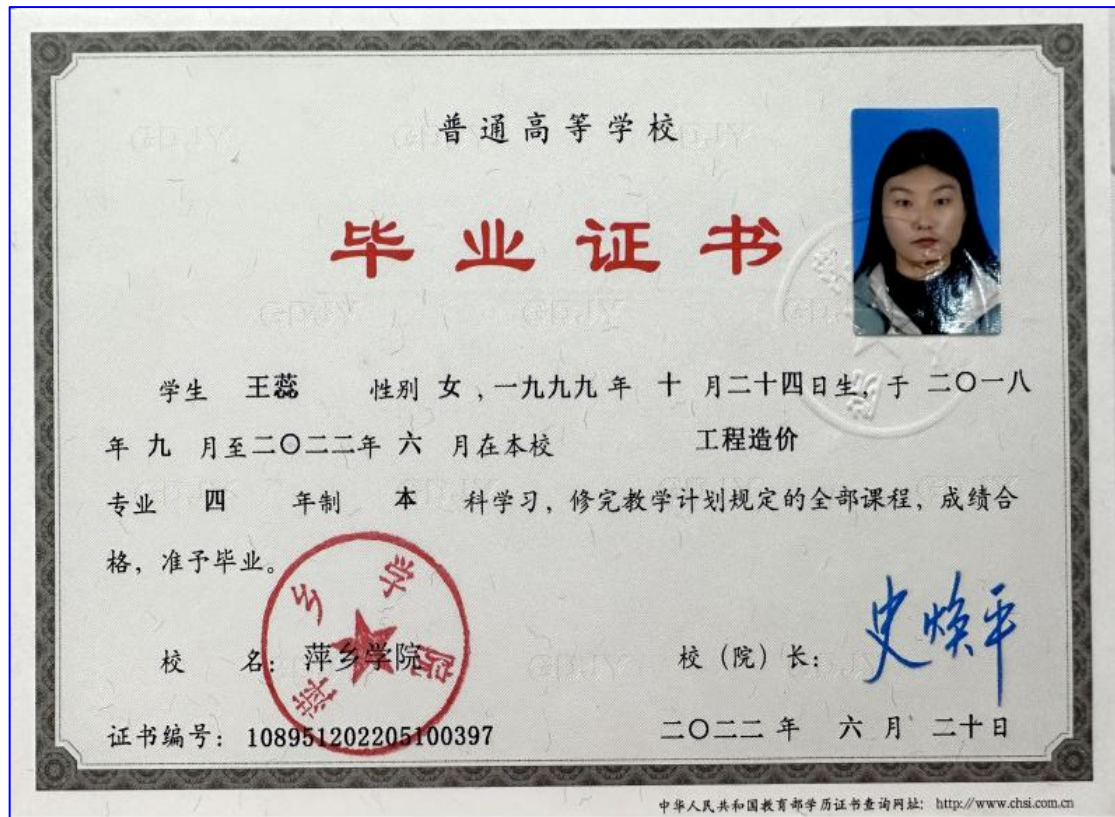 普通高等学校
毕业证书
学生 王蕊 性别 女，一九九九 年 十 月二十四日生，于 二〇一八
年 九 月至二〇二二年 六 月在本校 工程造价
专业 四 年制 本 科学习，修完教学计划规定的全部课程，成绩合
格，准予毕业。
萍乡学院
校 名：萍乡学院 校（院）长：史焕平
证书编号：108951202205100397 二〇二二 年 六 月 二十日
中华人民共和国教育部学历证书查询网址：http://www.chsi.com.cn